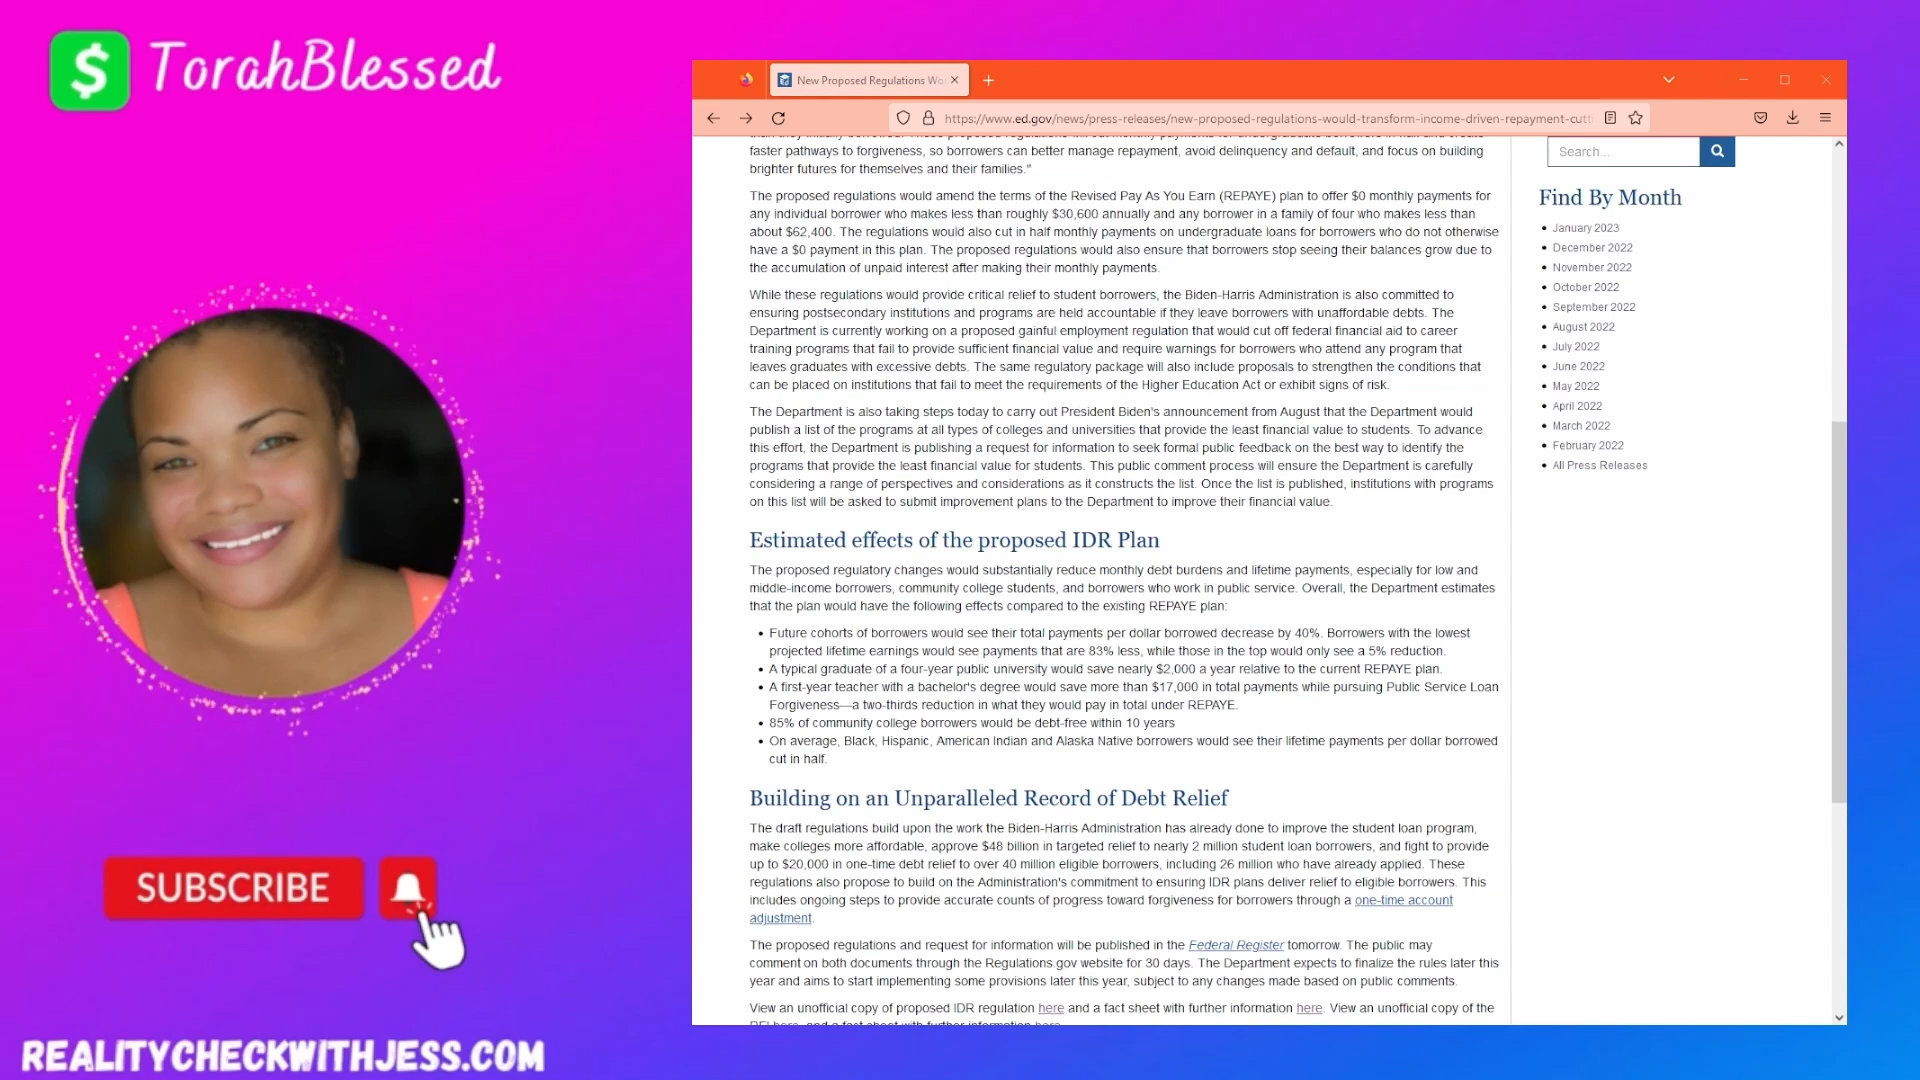 $ TorahBlessed
New Proposed Regulations Wo
https://www.ed.gov/news/press-releases/new-proposed-regulations-would-transform-income-driven-repayment-cutt
faster pathways to forgiveness, so borrowers can better manage repayment, avoid delinquency and default, and focus on building
brighter futures for themselves and their families."
The proposed regulations would amend the terms of the Revised Pay As You Earn (REPAYE) plan to offer $0 monthly payments for
any individual borrower who makes less than roughly $30,600 annually and any borrower in a family of four who makes less than
about $62,400. The regulations would also cut in half monthly payments on undergraduate loans for borrowers who do not otherwise
have a $0 payment in this plan. The proposed regulations would also ensure that borrowers stop seeing their balances grow due to
the accumulation of unpaid interest after making their monthly payments.
While these regulations would provide critical relief to student borrowers, the Biden-Harris Administration is also committed to
ensuring postsecondary institutions and programs are held accountable if they leave borrowers with unaffordable debts. The
Department is currently working on a proposed gainful employment regulation that would cut off federal financial aid to career
training programs that fail to provide sufficient financial value and require warnings for borrowers who attend any program that
leaves graduates with excessive debts. The same regulatory package will also include proposals to strengthen the conditions that
can be placed on institutions that fail to meet the requirements of the Higher Education Act or exhibit signs of risk.
The Department is also taking steps today to carry out President Biden's announcement from August that the Department would
publish a list of the programs at all types of colleges and universities that provide the least financial value to students. To advance
this effort, the Department is publishing a request for information to seek formal public feedback on the best way to identify the
programs that provide the least financial value for students. This public comment process will ensure the Department is carefully
considering a range of perspectives and considerations as it constructs the list. Once the list is published, institutions with programs
on this list will be asked to submit improvement plans to the Department to improve their financial value.
Estimated effects of the proposed IDR Plan
The proposed regulatory changes would substantially reduce monthly debt burdens and lifetime payments, especially for low and
middle-income borrowers, community college students, and borrowers who work in public service. Overall, the Department estimates
that the plan would have the following effects compared to the existing REPAYE plan:
• Future cohorts of borrowers would see their total payments per dollar borrowed decrease by 40%. Borrowers with the lowest
projected lifetime earnings would see payments that are 83% less, while those in the top would only see a 5% reduction.
• A typical graduate of a four-year public university would save nearly $2,000 a year relative to the current REPAYE plan.
• A first-year teacher with a bachelor's degree would save more than $17,000 in total payments while pursuing Public Service Loan
Forgiveness—a two-thirds reduction in what they would pay in total under REPAYE.
• 85% of community college borrowers would be debt-free within 10 years
• On average, Black, Hispanic, American Indian and Alaska Native borrowers would see their lifetime payments per dollar borrowed
cut in half.
Building on an Unparalleled Record of Debt Relief
The draft regulations build upon the work the Biden-Harris Administration has already done to improve the student loan program,
make colleges more affordable, approve $48 billion in targeted relief to nearly 2 million student loan borrowers, and fight to provide
up to $20,000 in one-time debt relief to over 40 million eligible borrowers, including 26 million who have already applied. These
regulations also propose to build on the Administration's commitment to ensuring IDR plans deliver relief to eligible borrowers. This
includes ongoing steps to provide accurate counts of progress toward forgiveness for borrowers through a one-time account
adjustment.
The proposed regulations and request for information will be published in the Federal Register tomorrow. The public may
comment on both documents through the Regulations.gov website for 30 days. The Department expects to finalize the rules later this
year and aims to start implementing some provisions later this year, subject to any changes made based on public comments.
View an unofficial copy of proposed IDR regulation here and a fact sheet with further information here. View an unofficial copy of the
RFI here, and a fact sheet with further information here.
Search...
Find By Month
• January 2023
• December 2022
• November 2022
• October 2022
• September 2022
• August 2022
• July 2022
• June 2022
• May 2022
• April 2022
• March 2022
• February 2022
• All Press Releases
SUBSCRIBE
REALITYCHECKWITHJESS.COM